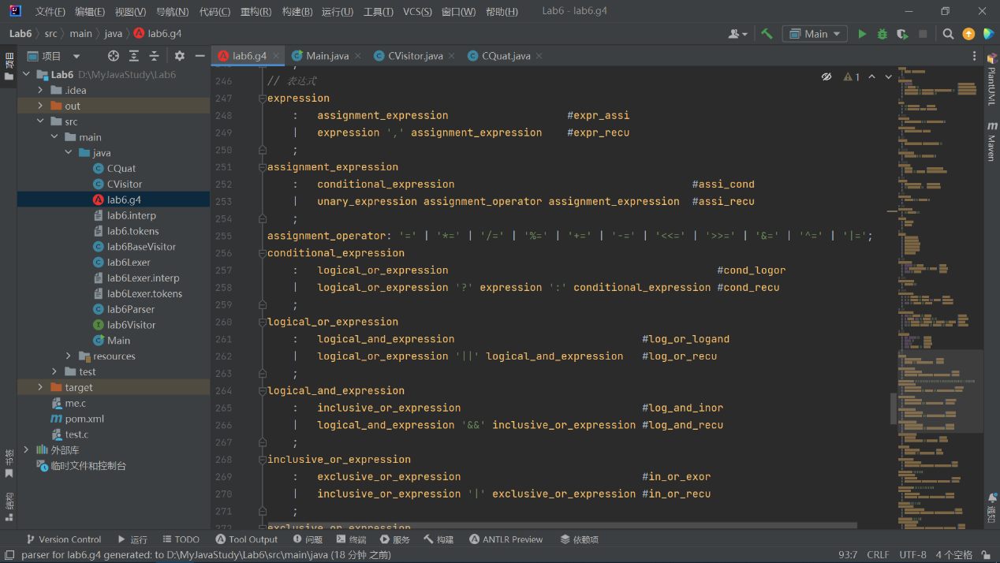 文件(F) 编辑(E) 视图(V) 导航(N) 代码(C) 重构(R) 构建(B) 运行(U) 工具(T) VCS(S) 窗口(W) 帮助(H) Lab6 - lab6.g4
Lab6 src main java lab6.g4 Main
项目 lab6.g4 Main.java CVisitor.java CQuat.java
项目
Lab6 D:\MyJavaStudy\Lab6
.idea
out
src
main
java
CQuat
CVisitor
lab6.g4
lab6.interp
lab6.tokens
lab6BaseVisitor
lab6Lexer
lab6Lexer.interp
lab6Lexer.tokens
lab6Parser
lab6Visitor
Main
resources
test
target
me.c
pom.xml
test.c
外部库
临时文件和控制台
书签
结构
246 // 表达式
247 expression
248 : assignment_expression #expr_assi
249 | expression ',' assignment_expression #expr_recu
250 ;
251 assignment_expression
252 : conditional_expression #assi_cond
253 | unary_expression assignment_operator assignment_expression #assi_recu
254 ;
255 assignment_operator: '=' | '*=' | '/=' | '%=' | '+=' | '-=' | '<<=' | '>>=' | '&=' | '^=' | '|=';
256 conditional_expression
257 : logical_or_expression #cond_logor
258 | logical_or_expression '?' expression ':' conditional_expression #cond_recu
259 ;
260 logical_or_expression
261 : logical_and_expression #log_or_logand
262 | logical_or_expression '||' logical_and_expression #log_or_recu
263 ;
264 logical_and_expression
265 : inclusive_or_expression #log_and_inor
266 | logical_and_expression '&&' inclusive_or_expression #log_and_recu
267 ;
268 inclusive_or_expression
269 : exclusive_or_expression #in_or_exor
270 | inclusive_or_expression '|' exclusive_or_expression #in_or_recu
271 ;
272 exclusive_or_expression
1
PlantUML
Maven
通知
Version Control 运行 TODO Tool Output 问题 终端 服务 构建 ANTLR Preview 依赖项
parser for lab6.g4 generated: to D:\MyJavaStudy\Lab6\src\main\java (18 分钟 之前) 93:7 CRLF UTF-8 4 个空格